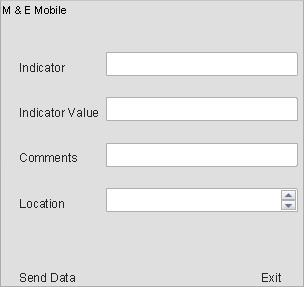 M & E Mobile
Indicator
Indicator Value
Comments
Location
Send Data Exit